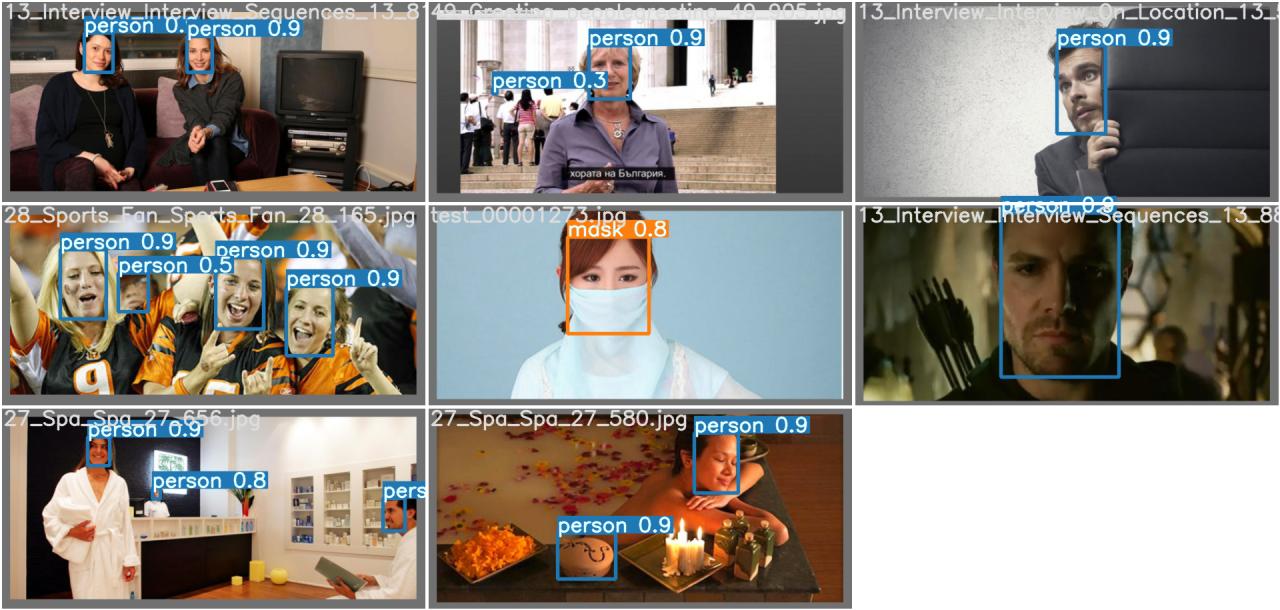 13_Interview_Interview_Sequences_13_81
person 0.
person 0.9
49_Greeting_peoplegreeting_49_905.jpg
person 0.9
person 0.3
хората на България.
13_Interview_Interview_On_Location_13_
person 0.9
28_Sports_Fan_Sports_Fan_28_165.jpg
person 0.9
person 0.5
person 0.9
person 0.9
9
test_00001273.jpg
mask 0.8
person 0.9
13_Interview_Interview_Sequences_13_88
27_Spa_Spa_27_656.jpg
person 0.9
person 0.8
pers
27_Spa_Spa_27_580.jpg
person 0.9
person 0.9